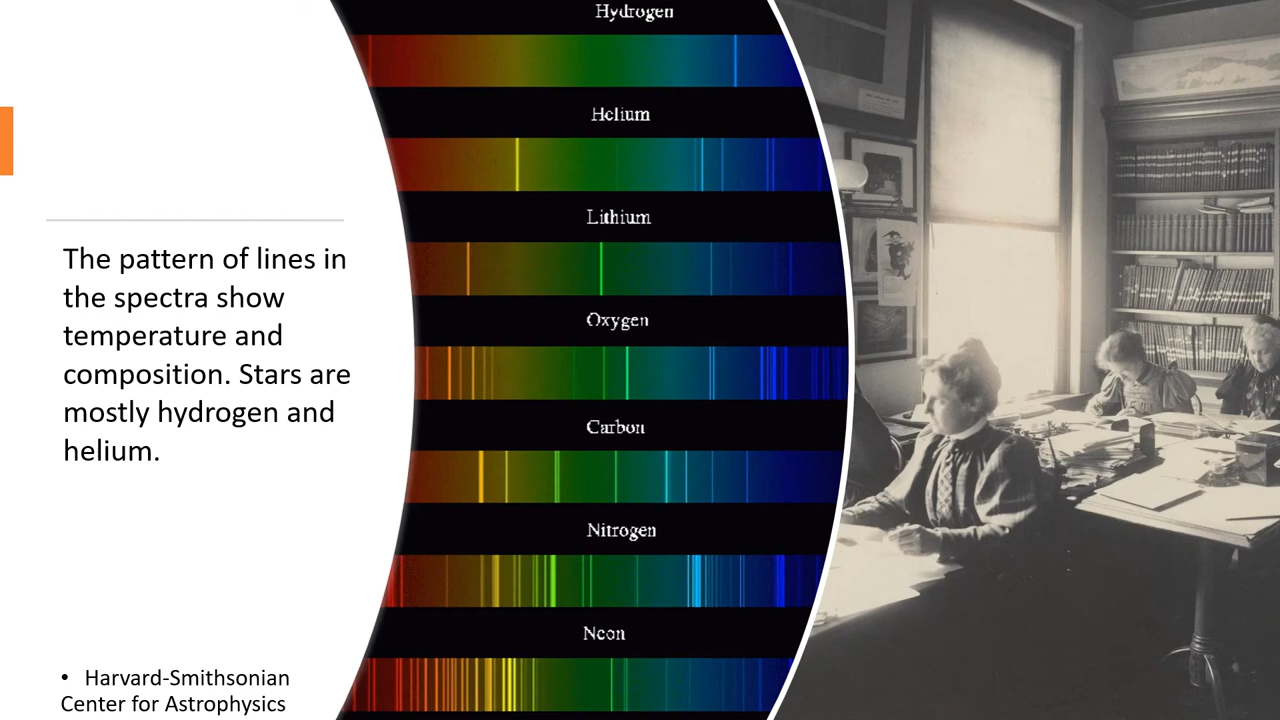 The pattern of lines in
the spectra show
temperature and
composition. Stars are
mostly hydrogen and
helium.
• Harvard-Smithsonian
Center for Astrophysics
Hydrogen
Helium
Lithium
Oxygen
Carbon
Nitrogen
Neon